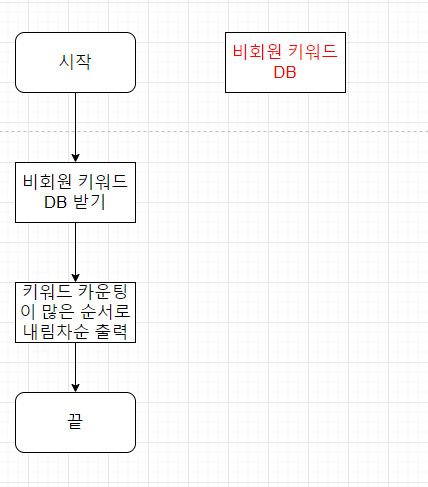 시작
비회원 키워드
DB
비회원 키워드
DB 받기
키워드 카운팅
이 많은 순서로
내림차순 출력
끝